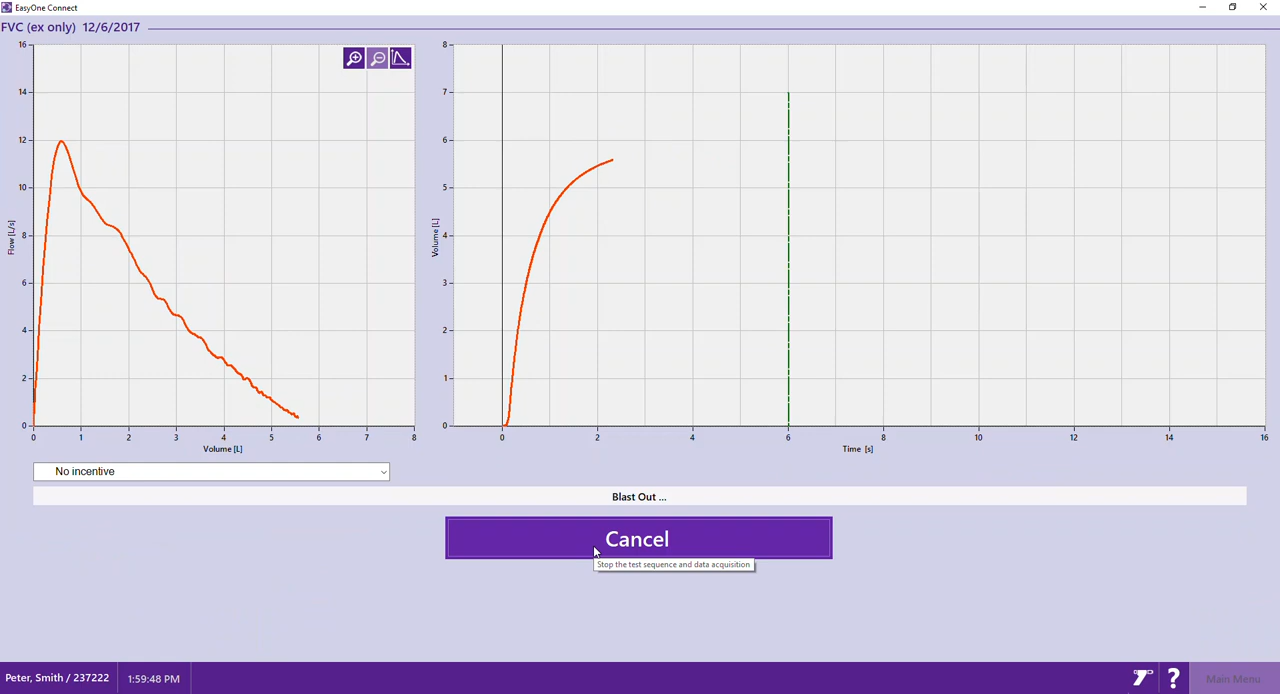 EasyOne Connect
FVC (ex only) 12/6/2017
16
14
12
10
8
6
4
2
0
Flow [L/s]
0 1 2 3 4 5 6 7 8
Volume [L]
8
7
6
5
4
3
2
1
0
Volume [L]
0 2 4 6 8 10 12 14 16
Time [s]
No incentive
Blast Out ...
Cancel
Stop the test sequence and data acquisition
Peter, Smith / 237222 1:59:48 PM ? Main Menu